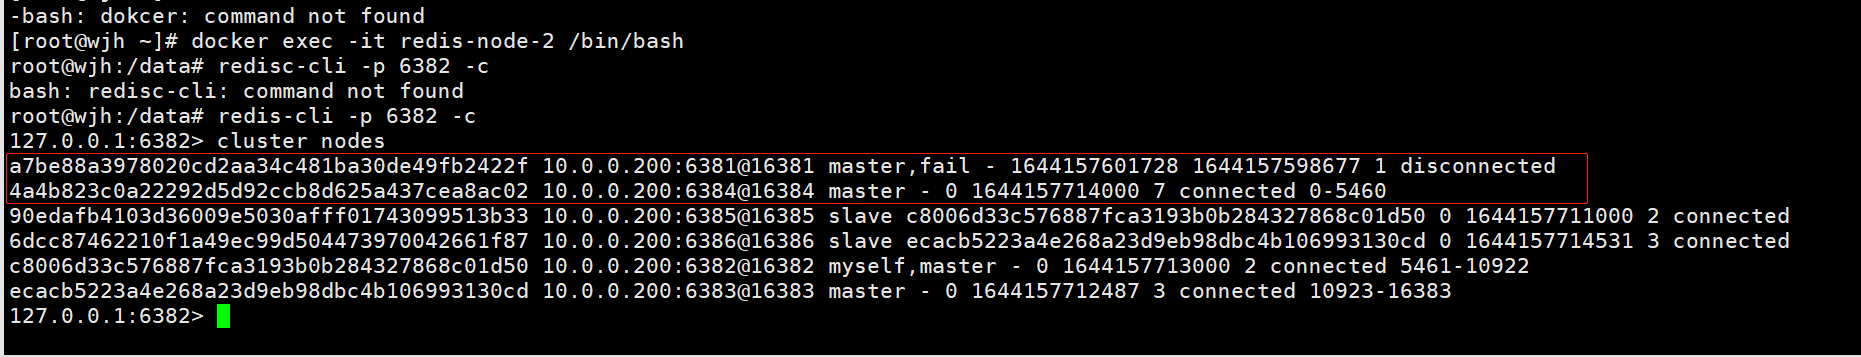 -bash: dokcer: command not found
[root@wjh ~]# docker exec -it redis-node-2 /bin/bash
root@wjh:/data# redisc-cli -p 6382 -c
bash: redisc-cli: command not found
root@wjh:/data# redis-cli -p 6382 -c
127.0.0.1:6382> cluster nodes
a7be88a3978020cd2aa34c481ba30de49fb2422f 10.0.0.200:6381@16381 master,fail - 1644157601728 1644157598677 1 disconnected
4a4b823c0a22292d5d92ccb8d625a437cea8ac02 10.0.0.200:6384@16384 master - 0 1644157714000 7 connected 0-5460
90edafb4103d36009e5030afff01743099513b33 10.0.0.200:6385@16385 slave c8006d33c576887fca3193b0b284327868c01d50 0 1644157711000 2 connected
6dcc87462210f1a49ec99d504473970042661f87 10.0.0.200:6386@16386 slave ecacb5223a4e268a23d9eb98dbc4b106993130cd 0 1644157714531 3 connected
c8006d33c576887fca3193b0b284327868c01d50 10.0.0.200:6382@16382 myself,master - 0 1644157713000 2 connected 5461-10922
ecacb5223a4e268a23d9eb98dbc4b106993130cd 10.0.0.200:6383@16383 master - 0 1644157712487 3 connected 10923-16383
127.0.0.1:6382>